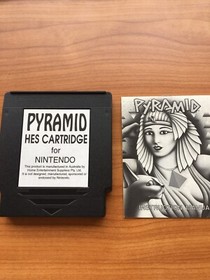 PYRAMID
HES CARTRIDGE
for
NINTENDO
This product is manufactured in Australia by
Home Entertainment Suppliers Pty. Ltd.
It is not designed, manufactured, sponsored or
endorsed by Nintendo.
PYRAMID